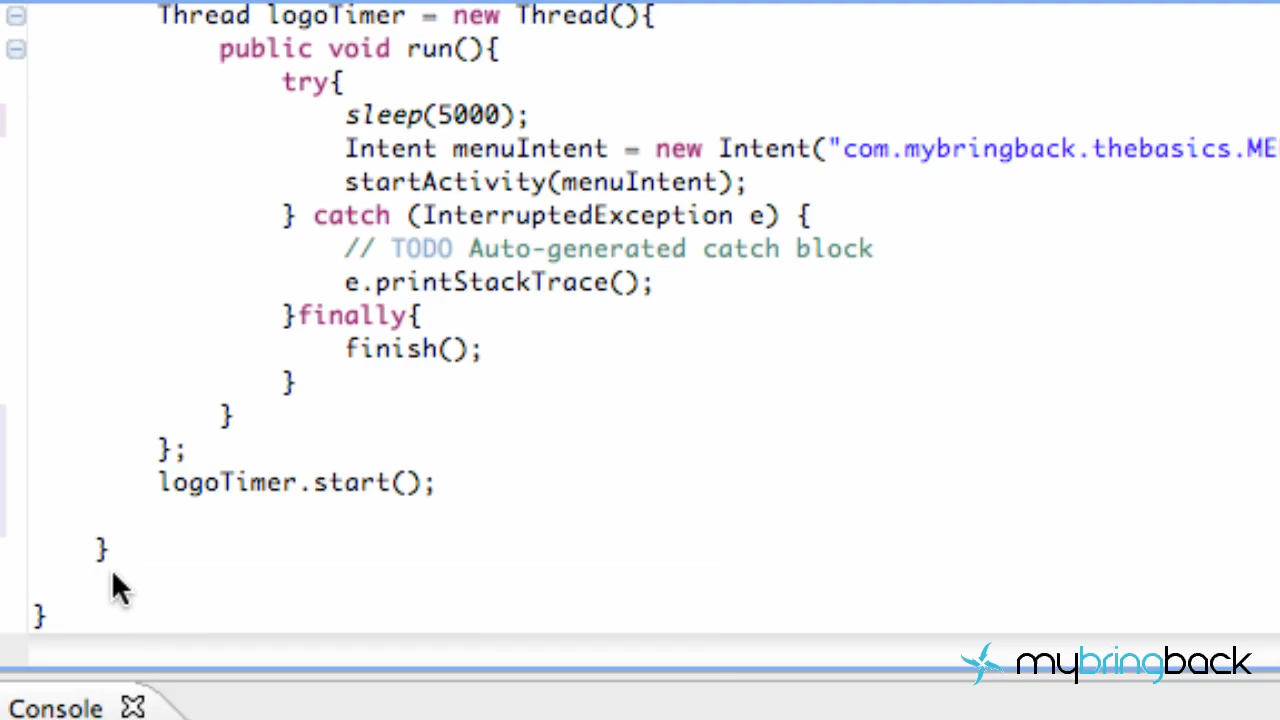 Thread logoTimer = new Thread(){
public void run(){
try{
sleep(5000);
Intent menuIntent = new Intent("com.mybringback.thebasics.ME
startActivity(menuIntent);
} catch (InterruptedException e) {
// TODO Auto-generated catch block
e.printStackTrace();
}finally{
finish();
}
}
};
logoTimer.start();
}
}
mybringback
Console